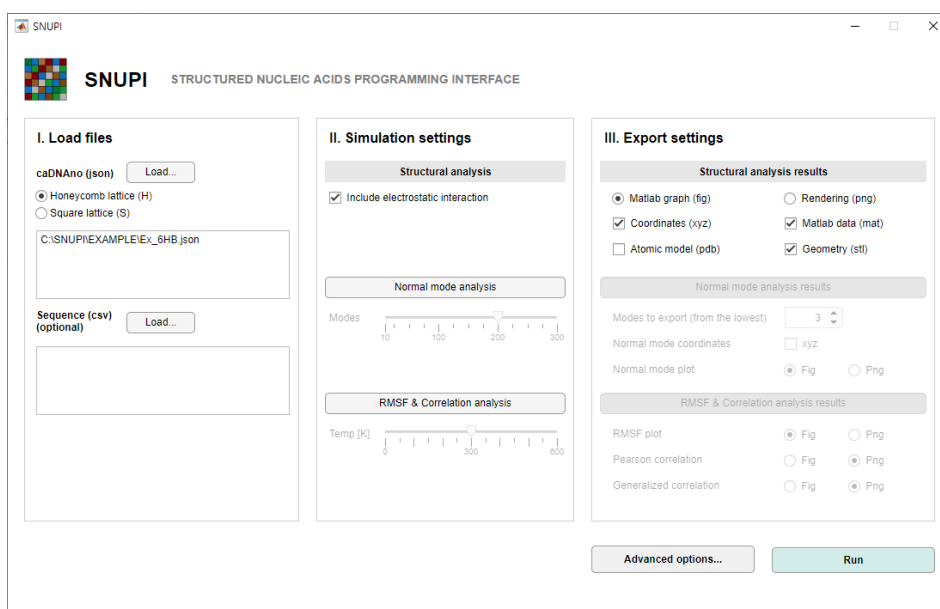 SNUPI
SNUPI STRUCTURED NUCLEIC ACIDS PROGRAMMING INTERFACE
I. Load files
caDNAno (json) Load...
Honeycomb lattice (H)
Square lattice (S)
C:\SNUPI\EXAMPLE\Ex_6HB.json
Sequence (csv)
(optional)
Load...
II. Simulation settings
Structural analysis
Include electrostatic interaction
Normal mode analysis
Modes
10 100 200 300
RMSF & Correlation analysis
Temp [K]
0 300 600
III. Export settings
Structural analysis results
Matlab graph (fig) Rendering (png)
Coordinates (xyz) Matlab data (mat)
Atomic model (pdb) Geometry (stl)
Normal mode analysis results
Modes to export (from the lowest) 3
Normal mode coordinates xyz
Normal mode plot Fig Png
RMSF & Correlation analysis results
RMSF plot Fig Png
Pearson correlation Fig Png
Generalized correlation Fig Png
Advanced options... Run